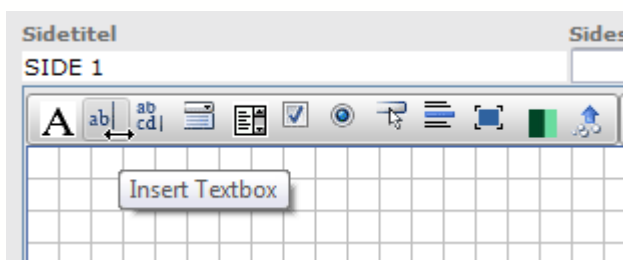 Sidetitel Sides
SIDE 1
A ab ab
cd
Insert Textbox